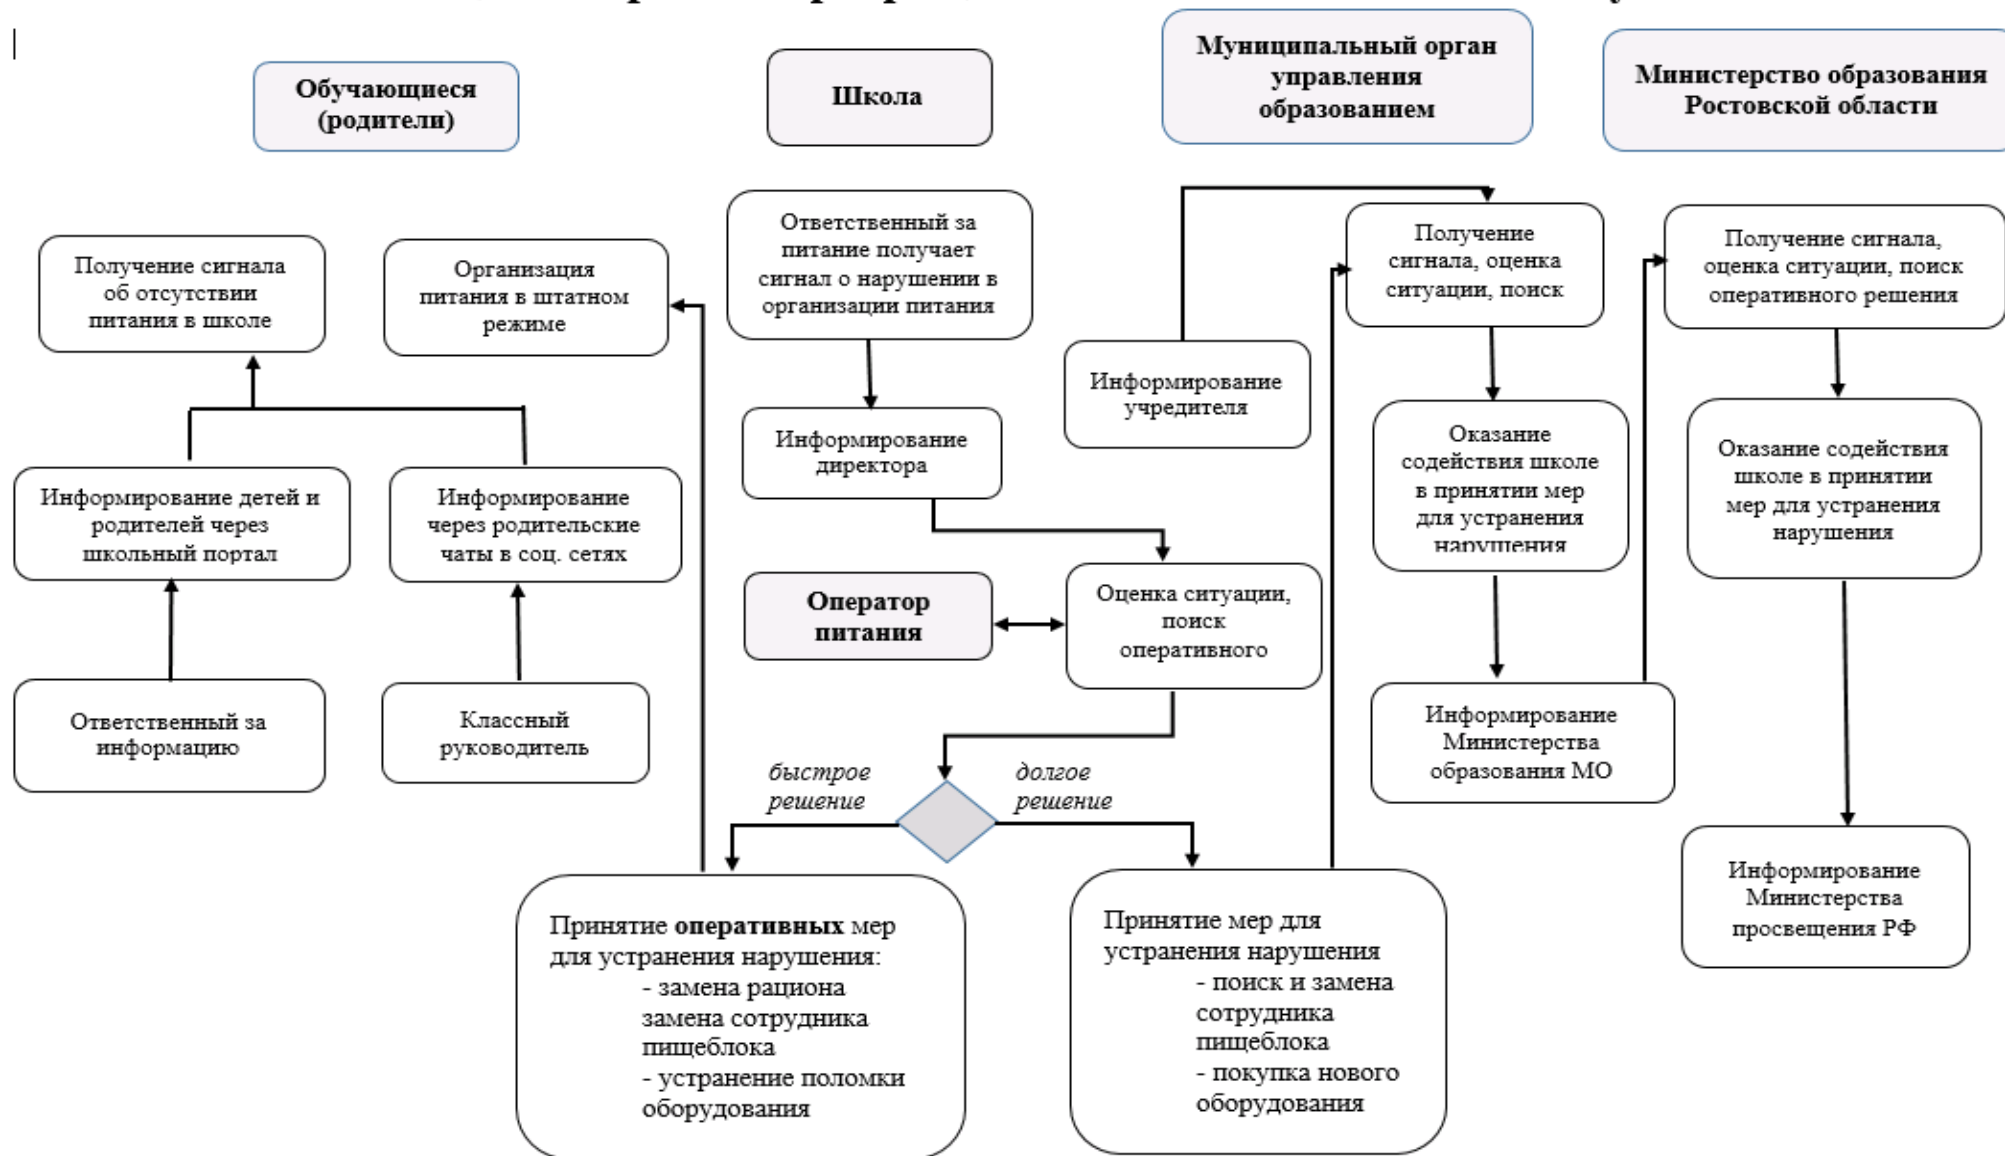 Обучающиеся
(родители)
Школа
Муниципальный орган
управления
образованием
Министерство образования
Ростовской области
Получение сигнала
об отсутствии
питания в школе
Организация
питания в штатном
режиме
Ответственный за
питание получает
сигнал о нарушении в
организации питания
Получение
сигнала, оценка
ситуации, поиск
Получение сигнала,
оценка ситуации, поиск
оперативного решения
Информирование
учредителя
Информирование
директора
Оказание
содействия школе
в принятии мер
для устранения
нарушения
Оказание содействия
школе в принятии
мер для устранения
нарушения
Информирование детей и
родителей через
школьный портал
Информирование
через родительские
чаты в соц. сетях
Оператор
питания
Оценка ситуации,
поиск
оперативного
Ответственный за
информацию
Классный
руководитель
Информирование
Министерства
образования МО
быстрое
решение
долгое
решение
Информирование
Министерства
просвещения РФ
Принятие оперативных мер
для устранения нарушения:
- замена рациона
замена сотрудника
пищеблока
- устранение поломки
оборудования
Принятие мер для
устранения нарушения
- поиск и замена
сотрудника
пищеблока
- покупка нового
оборудования